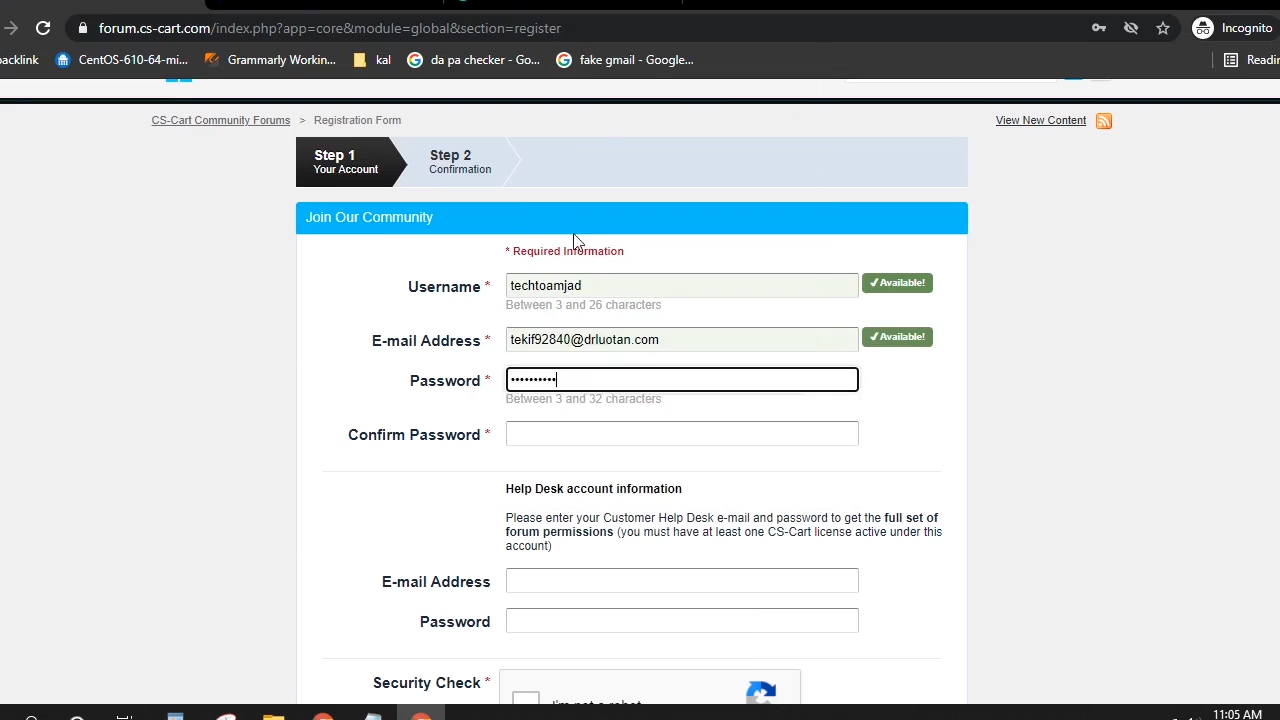 forum.cs-cart.com/index.php?app=core&module=global&section=register
Incognito
backlink
CentOS-610-64-mi...
Grammarly Workin...
kal
da pa checker - Go...
fake gmail - Google...
CS-Cart Community Forums > Registration Form
View New Content
Step 1
Your Account
Step 2
Confirmation
Join Our Community
* Required Information
Username *
techtoamjad
✓Available!
Between 3 and 26 characters
E-mail Address *
tekif92840@drluotan.com
✓Available!
Password *
••••••••••
Between 3 and 32 characters
Confirm Password *
Help Desk account information
Please enter your Customer Help Desk e-mail and password to get the full set of
forum permissions (you must have at least one CS-Cart license active under this
account)
E-mail Address
Password
Security Check *
I'm not a robot
11:05 AM